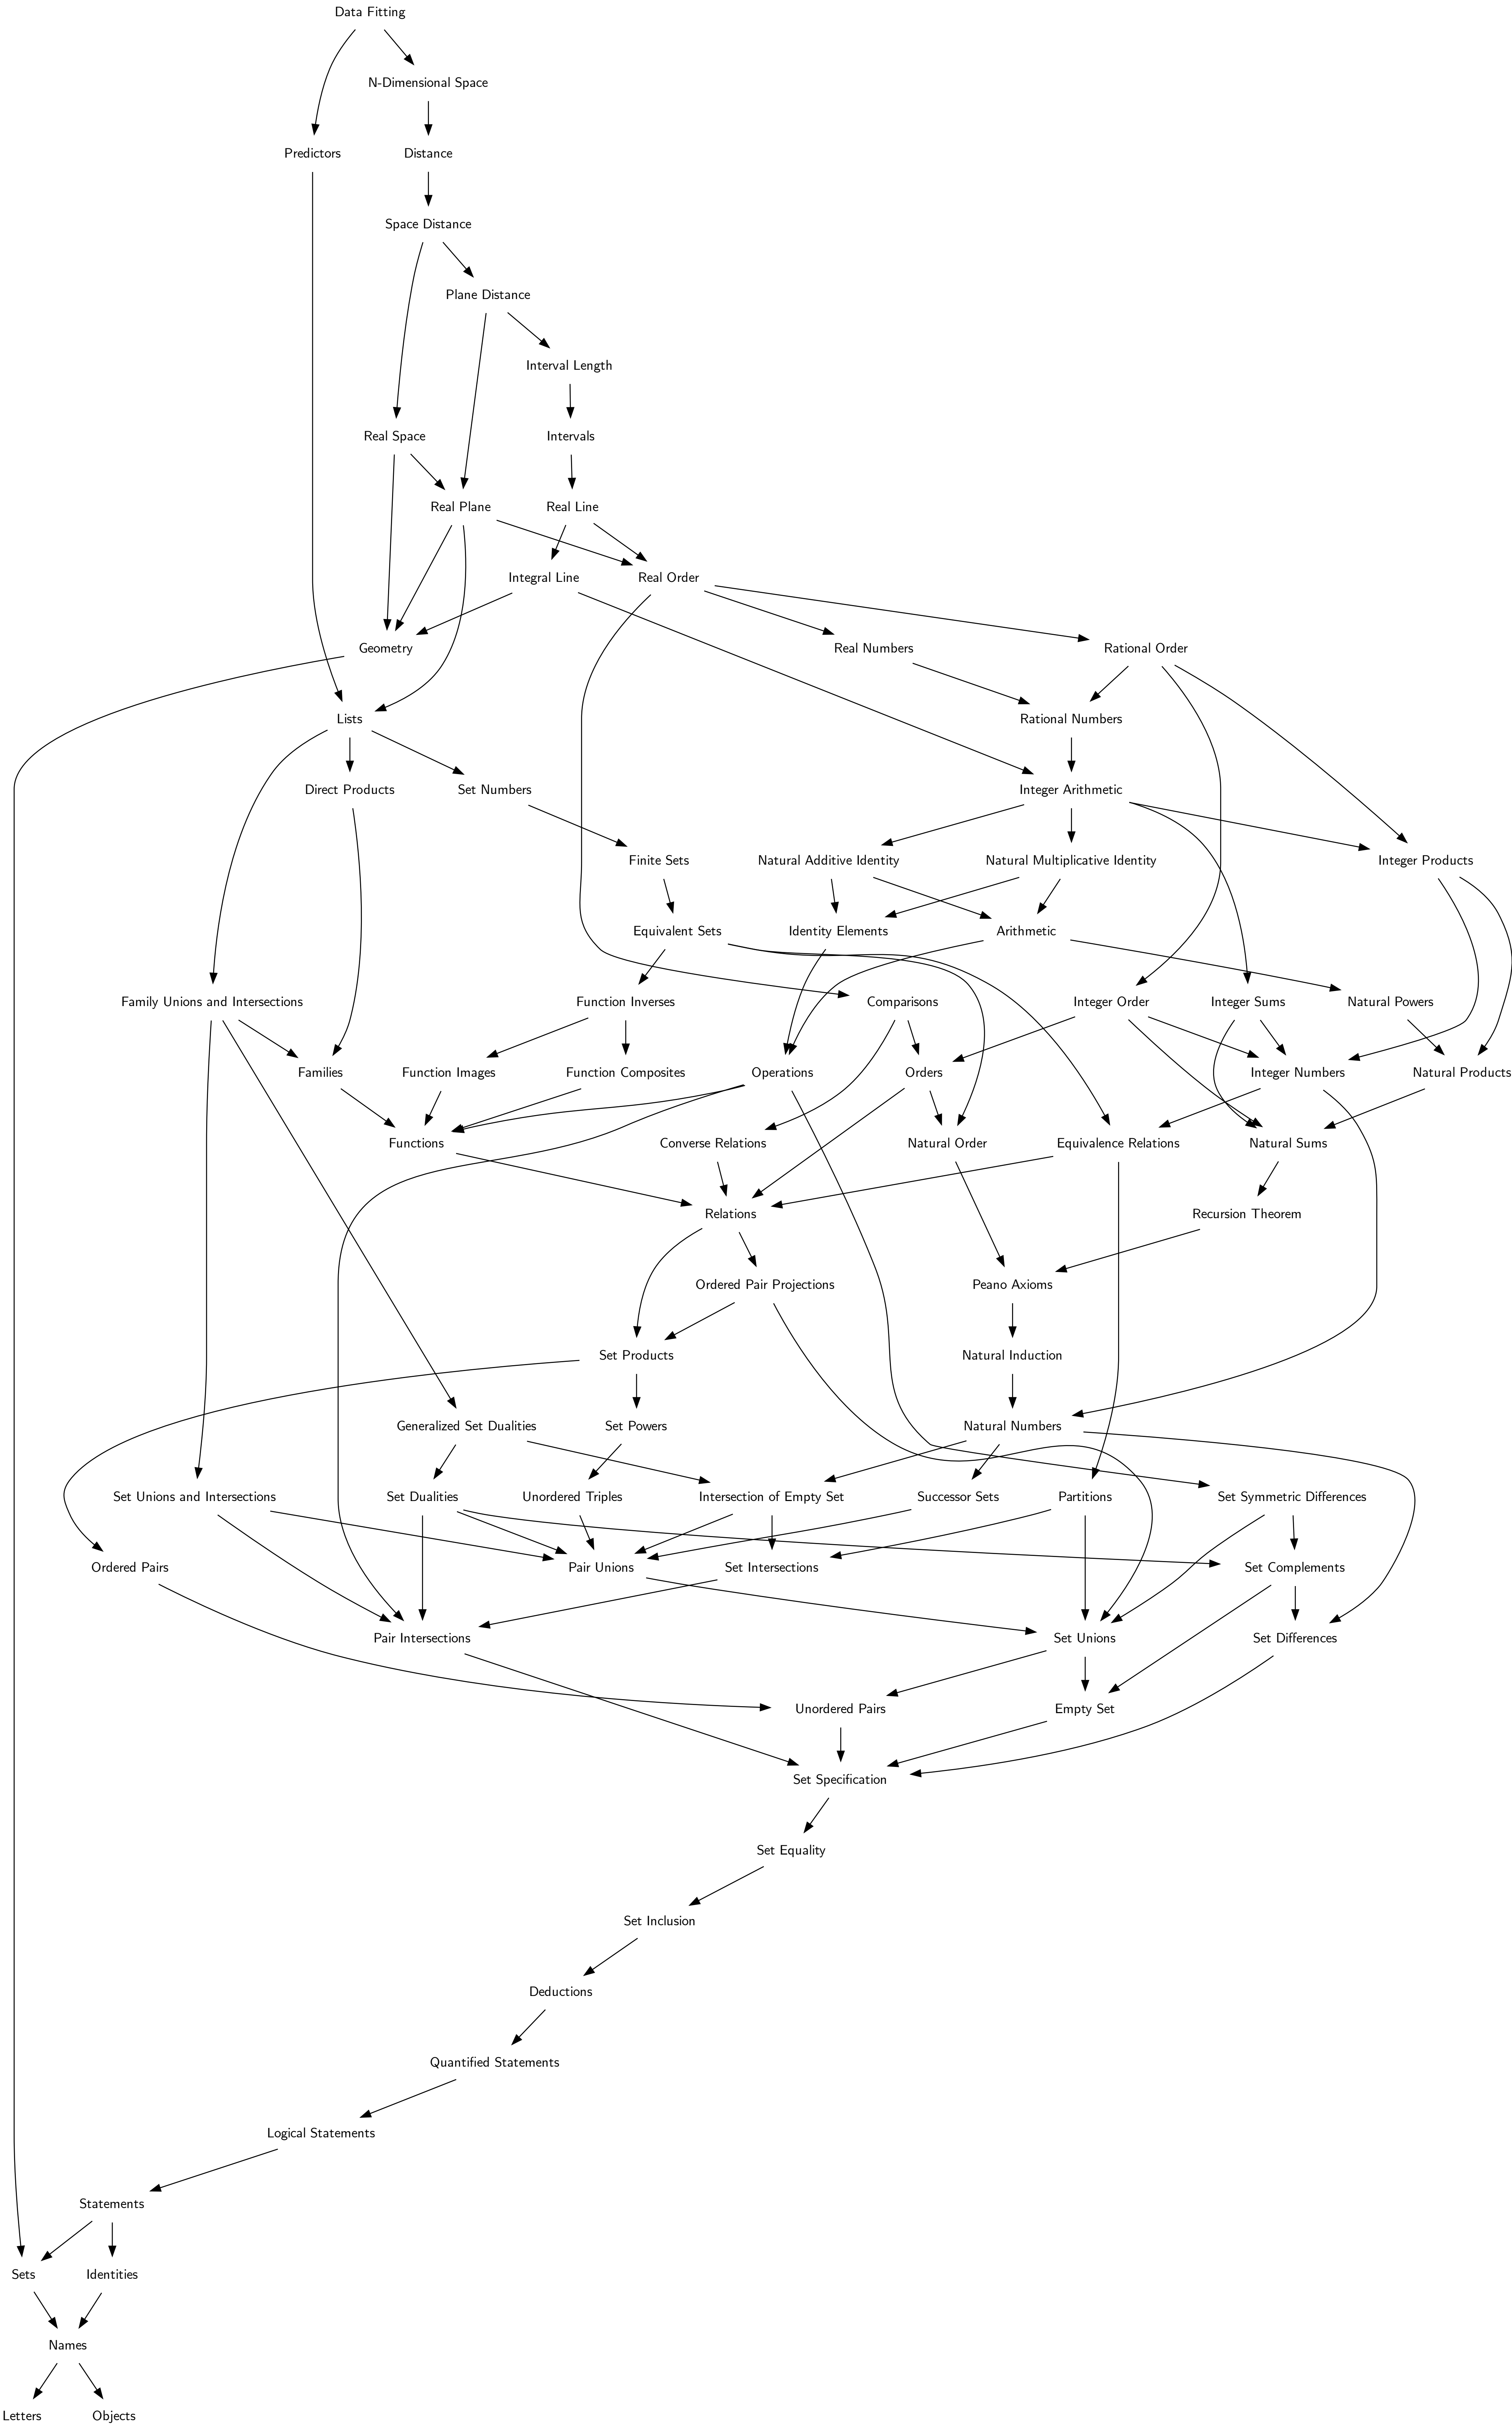 Data Fitting
N-Dimensional Space
Predictors
Distance
Space Distance
Plane Distance
Interval Length
Real Space
Intervals
Real Plane
Real Line
Integral Line
Real Order
Geometry
Real Numbers
Rational Order
Lists
Rational Numbers
Direct Products
Set Numbers
Integer Arithmetic
Finite Sets
Natural Additive Identity
Natural Multiplicative Identity
Integer Products
Equivalent Sets
Identity Elements
Arithmetic
Family Unions and Intersections
Function Inverses
Comparisons
Integer Order
Integer Sums
Natural Powers
Families
Function Images
Function Composites
Operations
Orders
Integer Numbers
Natural Products
Functions
Converse Relations
Natural Order
Equivalence Relations
Natural Sums
Relations
Recursion Theorem
Ordered Pair Projections
Peano Axioms
Set Products
Natural Induction
Generalized Set Dualities
Set Powers
Natural Numbers
Set Unions and Intersections
Set Dualities
Unordered Triples
Intersection of Empty Set
Successor Sets
Partitions
Set Symmetric Differences
Ordered Pairs
Pair Unions
Set Intersections
Set Complements
Pair Intersections
Set Unions
Set Differences
Unordered Pairs
Empty Set
Set Specification
Set Equality
Set Inclusion
Deductions
Quantified Statements
Logical Statements
Statements
Sets
Identities
Names
Letters
Objects